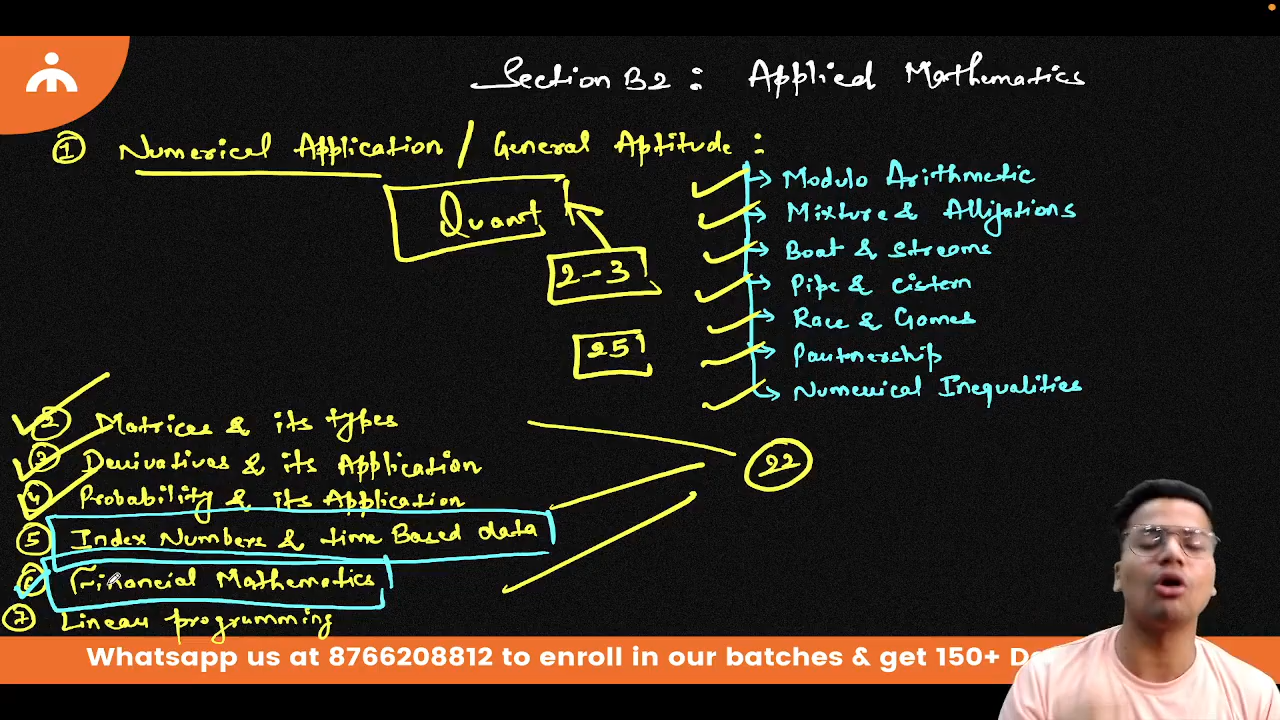 Section B2 : Applied Mathematics
① Numerical Application / General Aptitude :
Quant
2-3
25
→ Modulo Arithmetic
→ Mixture & Alligations
→ Boat & Streams
→ Pipe & Cistern
→ Race & Games
→ Partnership
→ Numerical Inequalities
② Matrices & its types
③ Derivatives & its Application
④ Probability & its Application
⑤ Index Numbers & time Based data
⑥ Financial Mathematics
⑦ Linear programming
22
Whatsapp us at 8766208812 to enroll in our batches & get 150+